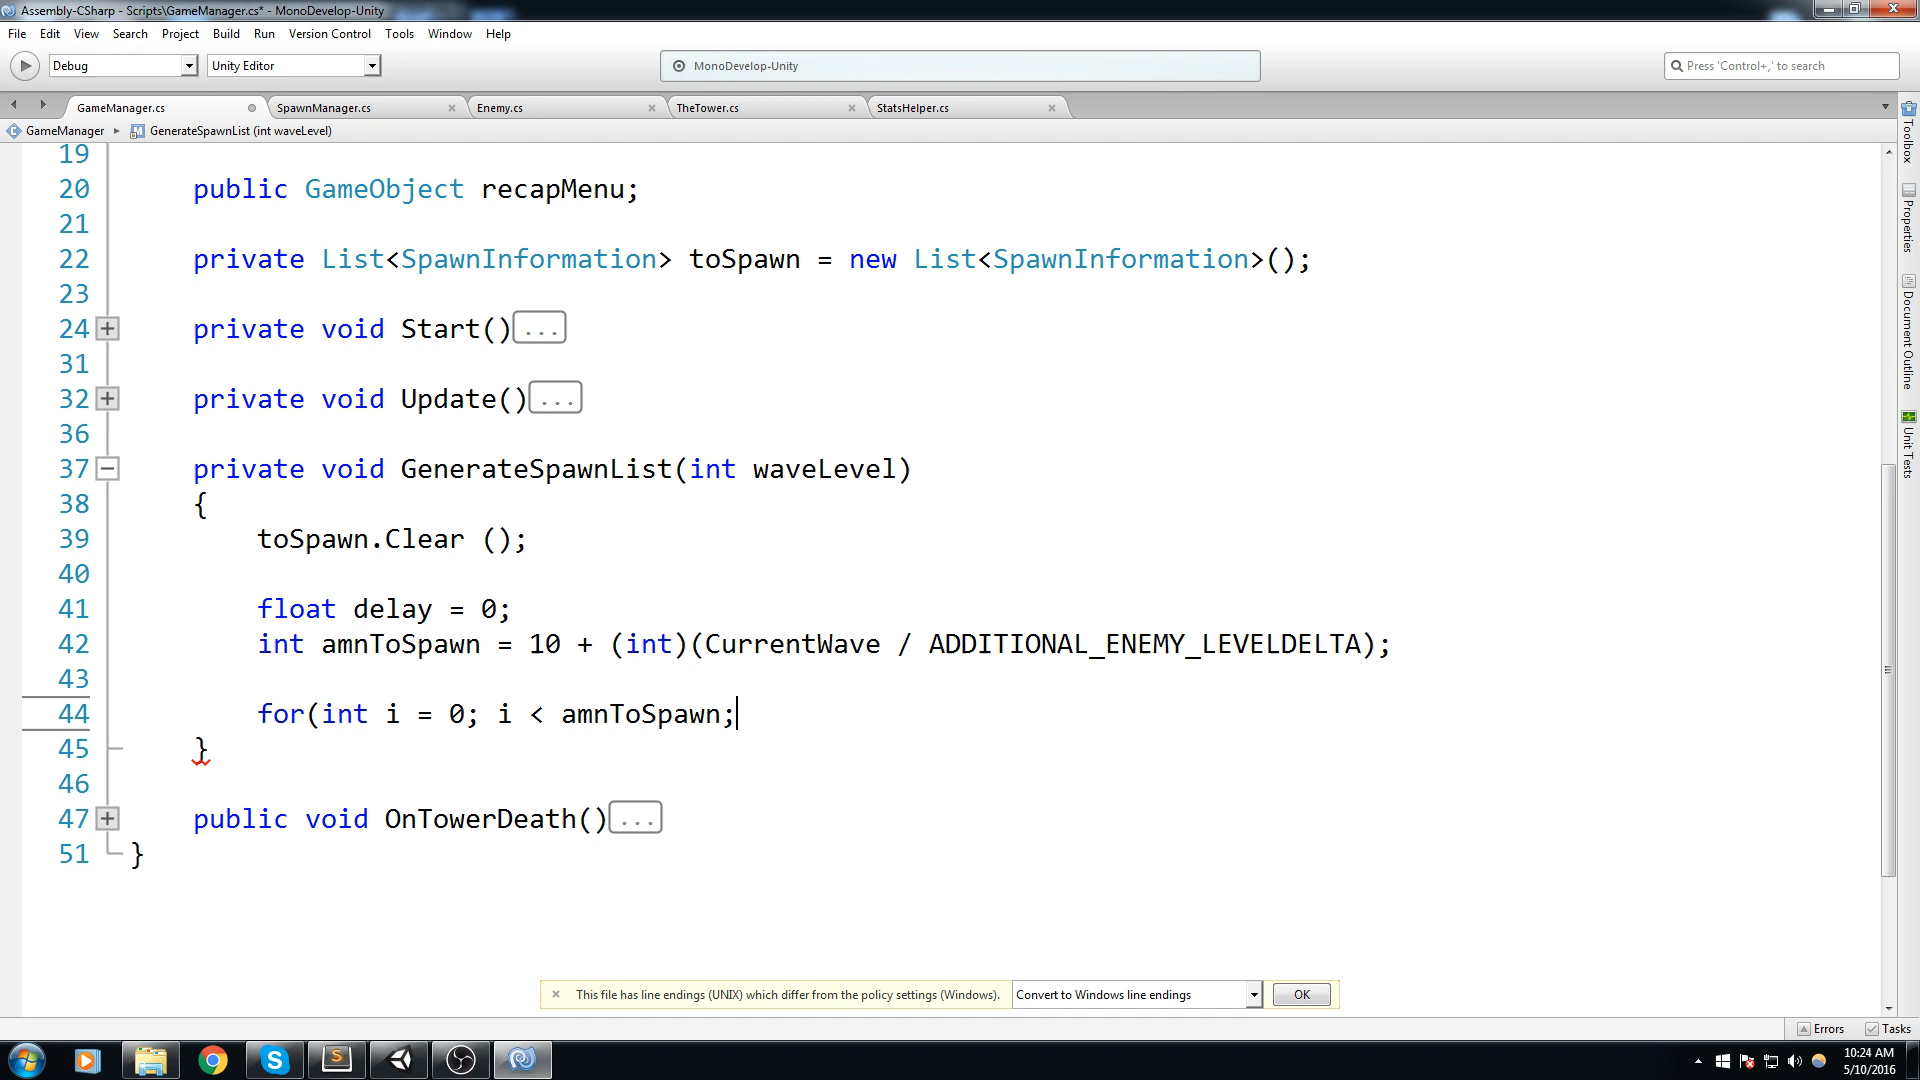 Assembly-CSharp - Scripts\GameManager.cs* - MonoDevelop-Unity
File Edit View Search Project Build Run Version Control Tools Window Help
Debug Unity Editor MonoDevelop-Unity Press 'Control+,' to search
GameManager.cs SpawnManager.cs Enemy.cs TheTower.cs StatsHelper.cs
GameManager GenerateSpawnList (int waveLevel)
19
20 public GameObject recapMenu;
21
22 private List<SpawnInformation> toSpawn = new List<SpawnInformation>();
23
24 private void Start() ...
31
32 private void Update() ...
36
37 private void GenerateSpawnList(int waveLevel)
38 {
39 toSpawn.Clear ();
40
41 float delay = 0;
42 int amnToSpawn = 10 + (int)(CurrentWave / ADDITIONAL_ENEMY_LEVELDELTA);
43
44 for(int i = 0; i < amnToSpawn;
45 }
46
47 public void OnTowerDeath() ...
51 }
Toolbox
Properties
Document Outline
Unit Tests
This file has line endings (UNIX) which differ from the policy settings (Windows). Convert to Windows line endings OK
Errors Tasks
10:24 AM
5/10/2016